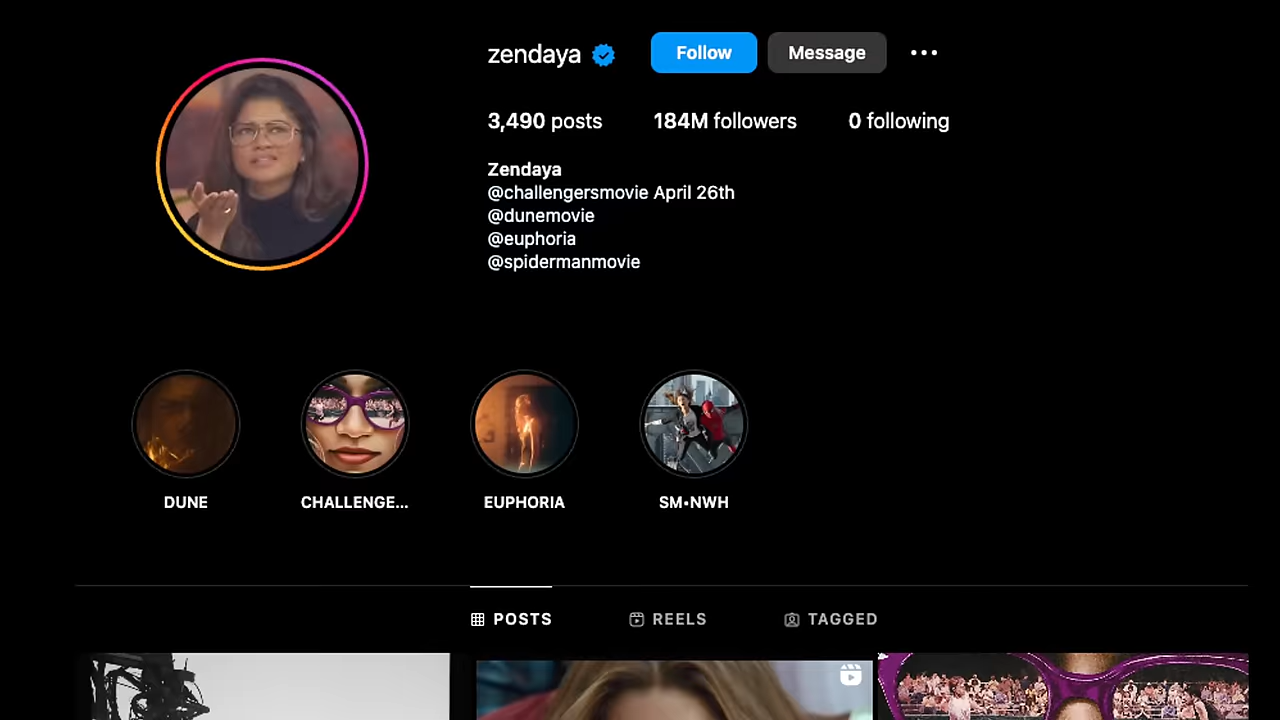 zendaya Follow Message
3,490 posts 184M followers 0 following
Zendaya
@challengersmovie April 26th
@dunemovie
@euphoria
@spidermanmovie
DUNE CHALLENGE... EUPHORIA SM•NWH
POSTS REELS TAGGED